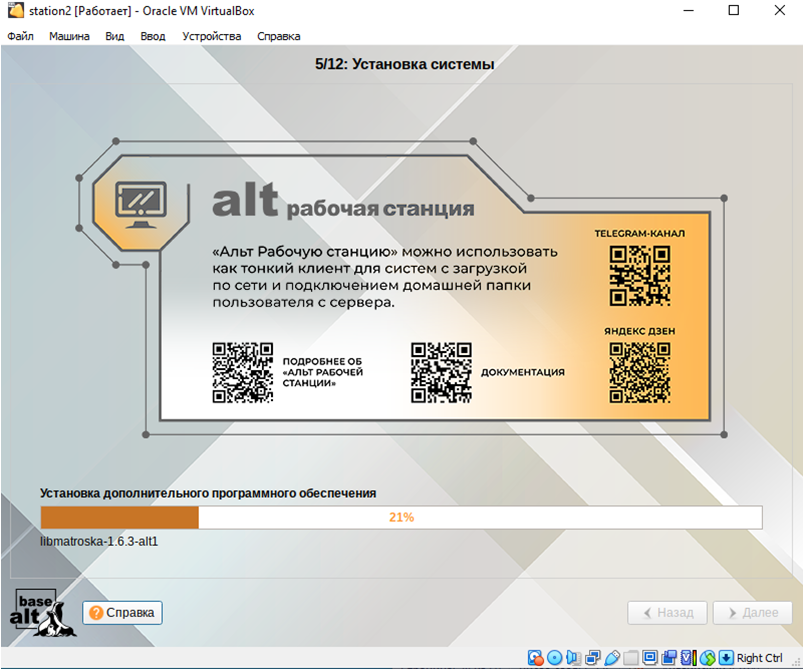 station2 [Работает] - Oracle VM VirtualBox
Файл Машина Вид Ввод Устройства Справка
5/12: Установка системы
alt рабочая станция
TELEGRAM-КАНАЛ
«Альт Рабочую станцию» можно использовать
как тонкий клиент для систем с загрузкой
по сети и подключением домашней папки
пользователя с сервера.
ЯНДЕКС ДЗЕН
ПОДРОБНЕЕ ОБ
«АЛЬТ РАБОЧЕЙ
СТАНЦИИ»
ДОКУМЕНТАЦИЯ
Установка дополнительного программного обеспечения
21%
libmatroska-1.6.3-alt1
base
alt
Справка
Назад
Далее
Right Ctrl